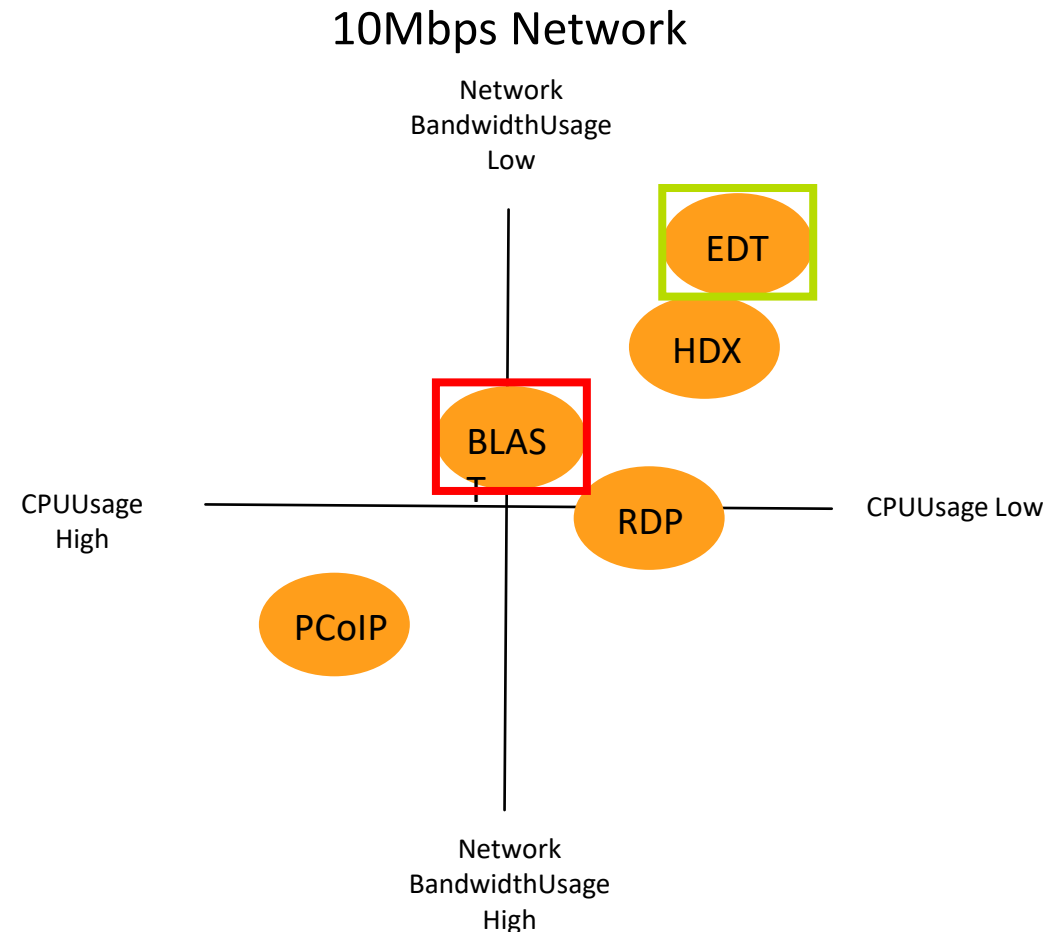 10Mbps Network
Network
BandwidthUsage
Low
EDT
HDX
BLAS
T
CPUUsage
High
RDP
CPUUsage Low
PCoIP
Network
BandwidthUsage
High